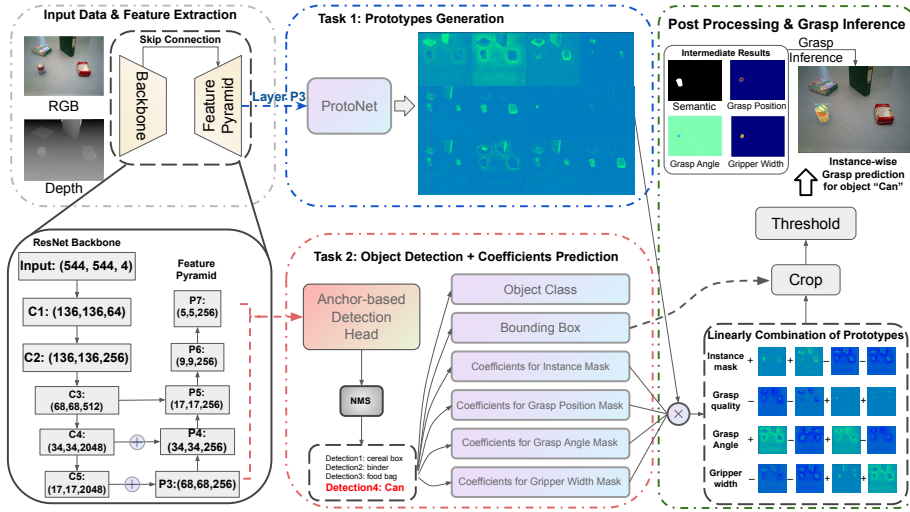 Input Data & Feature Extraction
Skip Connection
Backbone
Feature
Pyramid
RGB
Depth
Layer P3
Task 1: Prototypes Generation
ProtoNet
Post Processing & Grasp Inference
Intermediate Results
Semantic
Grasp Position
Grasp Angle
Gripper Width
Grasp
Inference
Instance-wise
Grasp prediction
for object “Can”
Threshold
Crop
ResNet Backbone
Input: (544, 544, 4)
C1: (136,136,64)
C2: (136,136,256)
C3:
(68,68,512)
C4:
(34,34,2048)
C5:
(17,17,2048)
Feature
Pyramid
P7:
(5,5,256)
P6:
(9,9,256)
P5:
(17,17,256)
P4:
(34,34,256)
P3:(68,68,256)
Task 2: Object Detection + Coefficients Prediction
Anchor-based
Detection
Head
NMS
Detection1: cereal box
Detection2: binder
Detection3: food bag
Detection4: Can
Object Class
Bounding Box
Coefficients for Instance Mask
Coefficients for Grasp Position Mask
Coefficients for Grasp Angle Mask
Coefficients for Gripper Width Mask
Linearly Combination of Prototypes
Instance
mask
+ + − −
Grasp
quality
− − + +
Grasp
Angle
+ − + −
Gripper
width
− − + +